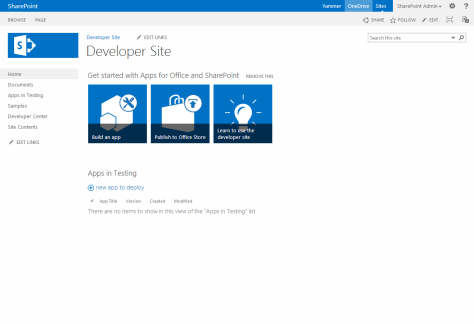 SharePoint
Yammer OneDrive Sites SharePoint Admin ?
BROWSE PAGE
SHARE FOLLOW EDIT
S
Developer Site EDIT LINKS
Developer Site
Search this site
Home
Documents
Apps in Testing
Samples
Developer Center
Site Contents
EDIT LINKS
Get started with Apps for Office and SharePoint REMOVE THIS
Build an app
Publish to Office Store
Learn to use the
developer site
Apps in Testing
new app to deploy
App Title Version Created Modified
There are no items to show in this view of the "Apps in Testing" list.